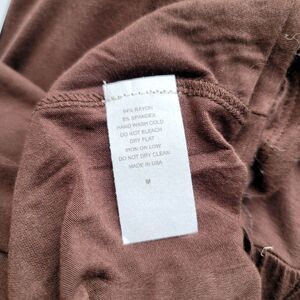 95% RAYON
5% SPANDEX
HAND WASH COLD
DO NOT BLEACH
DRY FLAT
IRON ON LOW
DO NOT DRY CLEAN
MADE IN USA
M